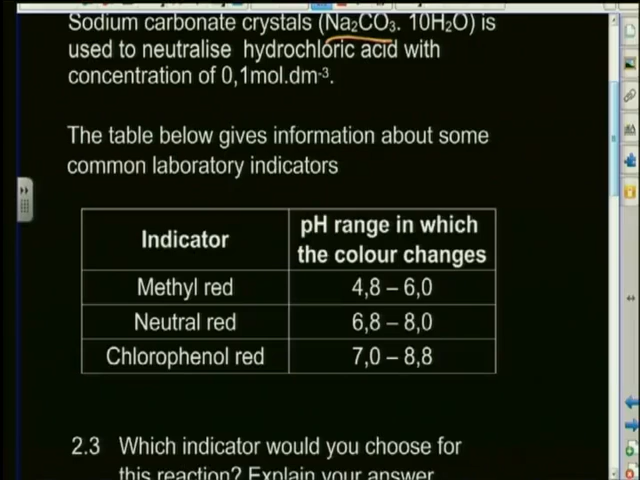 Sodium carbonate crystals (Na₂CO₃. 10H₂O) is
used to neutralise hydrochloric acid with
concentration of 0,1mol.dm⁻³.
The table below gives information about some
common laboratory indicators
Indicator
pH range in which
the colour changes
Methyl red 4,8 – 6,0
Neutral red 6,8 – 8,0
Chlorophenol red 7,0 – 8,8
2.3 Which indicator would you choose for
this reaction? Explain your answer